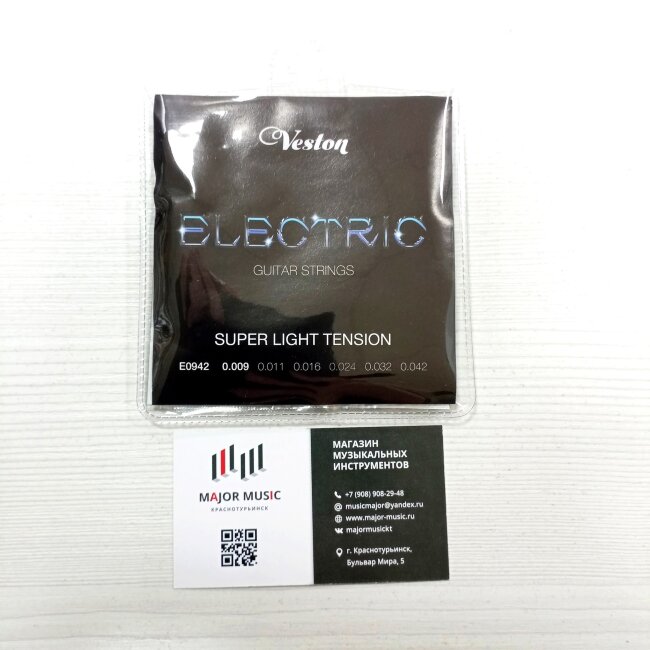 Veston
ELECTRIC
GUITAR STRINGS
SUPER LIGHT TENSION
E0942 0.009 0.011 0.016 0.024 0.032 0.042
MAJOR MUSIC
КРАСНОТУРЬИНСК
МАГАЗИН
МУЗЫКАЛЬНЫХ
ИНСТРУМЕНТОВ
+7 (908) 908-29-48
musicmajor@yandex.ru
www.major-music.ru
majormusickt
г. Краснотурьинск,
Бульвар Мира, 5